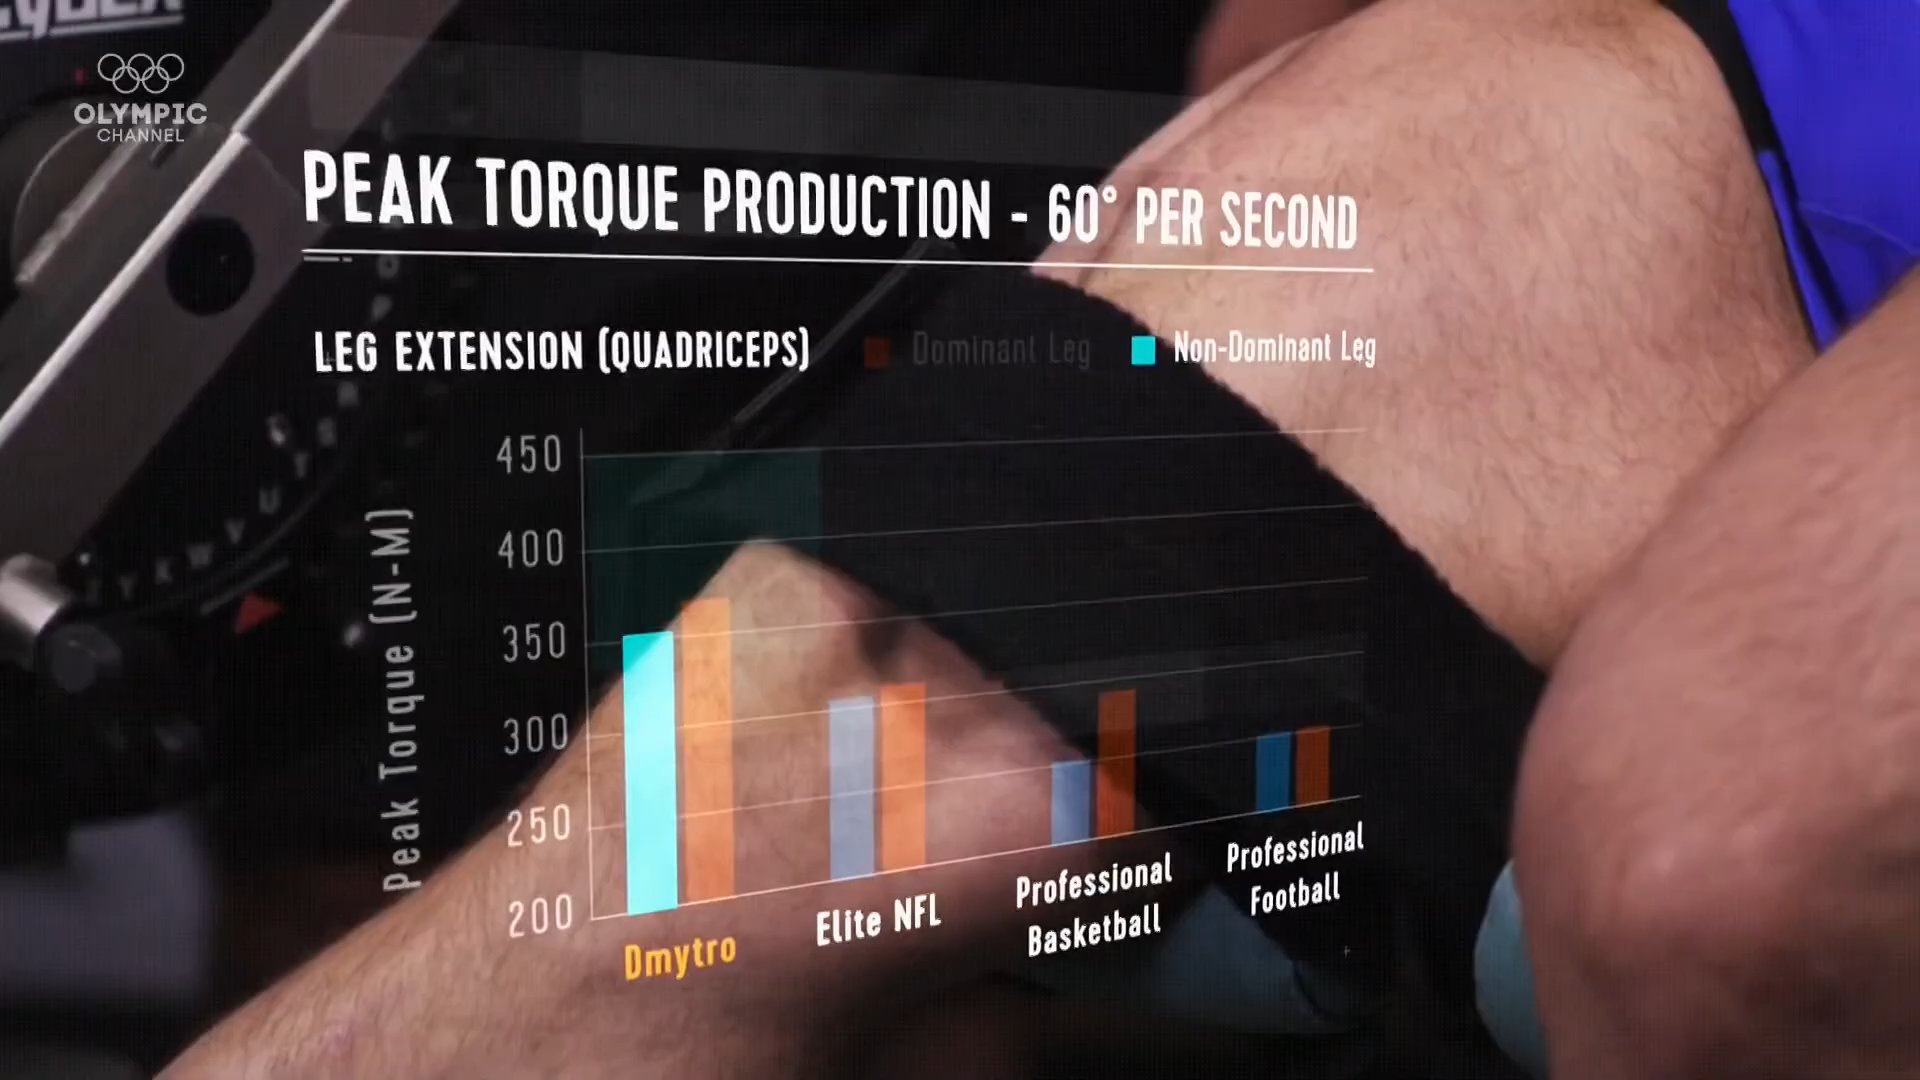 OLYMPIC
CHANNEL
PEAK TORQUE PRODUCTION - 60° PER SECOND
LEG EXTENSION (QUADRICEPS)
Dominant Leg
Non-Dominant Leg
Peak Torque (N-M)
450
400
350
300
250
200
Dmytro
Elite NFL
Professional
Basketball
Professional
Football